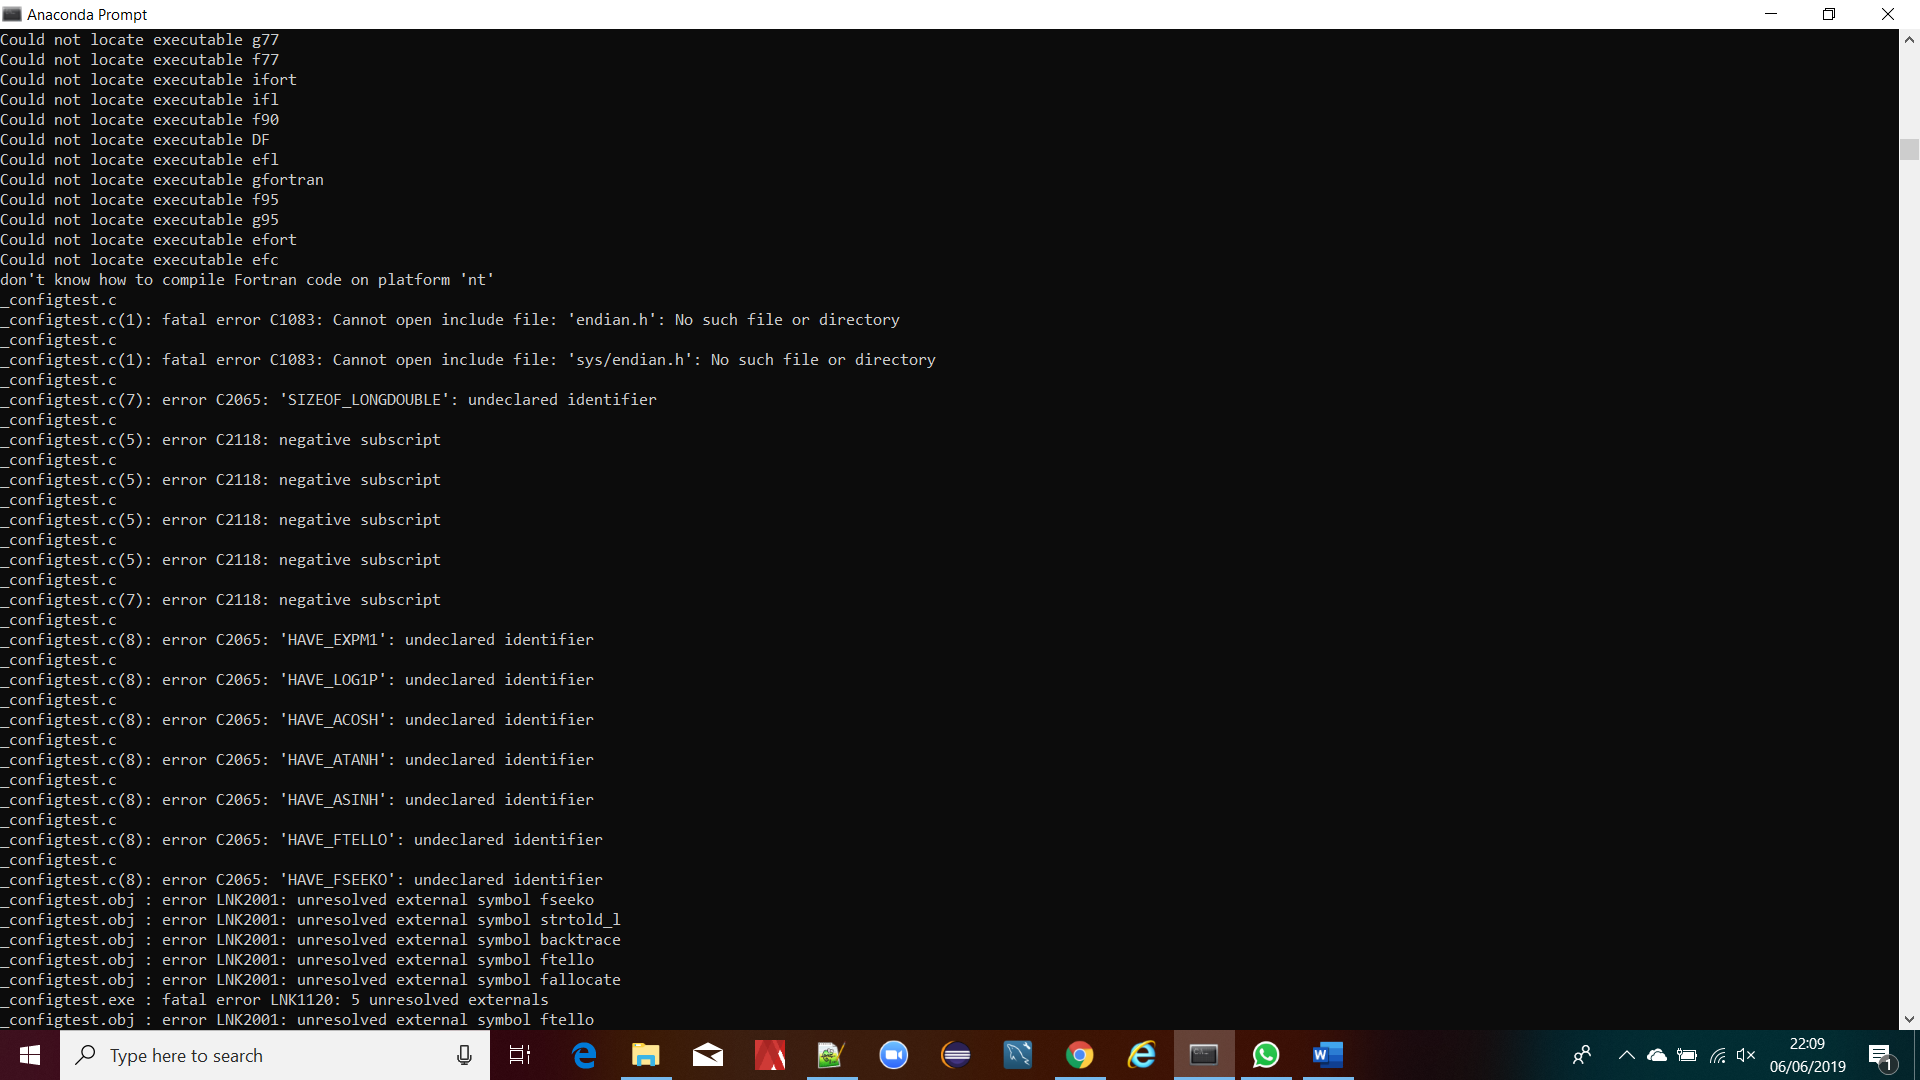 Anaconda Prompt
Could not locate executable g77
Could not locate executable f77
Could not locate executable ifort
Could not locate executable ifl
Could not locate executable f90
Could not locate executable DF
Could not locate executable efl
Could not locate executable gfortran
Could not locate executable f95
Could not locate executable g95
Could not locate executable efort
Could not locate executable efc
don't know how to compile Fortran code on platform 'nt'
_configtest.c
_configtest.c(1): fatal error C1083: Cannot open include file: 'endian.h': No such file or directory
_configtest.c
_configtest.c(1): fatal error C1083: Cannot open include file: 'sys/endian.h': No such file or directory
_configtest.c
_configtest.c(7): error C2065: 'SIZEOF_LONGDOUBLE': undeclared identifier
_configtest.c
_configtest.c(5): error C2118: negative subscript
_configtest.c
_configtest.c(5): error C2118: negative subscript
_configtest.c
_configtest.c(5): error C2118: negative subscript
_configtest.c
_configtest.c(5): error C2118: negative subscript
_configtest.c
_configtest.c(7): error C2118: negative subscript
_configtest.c
_configtest.c(8): error C2065: 'HAVE_EXPM1': undeclared identifier
_configtest.c
_configtest.c(8): error C2065: 'HAVE_LOG1P': undeclared identifier
_configtest.c
_configtest.c(8): error C2065: 'HAVE_ACOSH': undeclared identifier
_configtest.c
_configtest.c(8): error C2065: 'HAVE_ATANH': undeclared identifier
_configtest.c
_configtest.c(8): error C2065: 'HAVE_ASINH': undeclared identifier
_configtest.c
_configtest.c(8): error C2065: 'HAVE_FTELLO': undeclared identifier
_configtest.c
_configtest.c(8): error C2065: 'HAVE_FSEEKO': undeclared identifier
_configtest.obj : error LNK2001: unresolved external symbol fseeko
_configtest.obj : error LNK2001: unresolved external symbol strtold_l
_configtest.obj : error LNK2001: unresolved external symbol backtrace
_configtest.obj : error LNK2001: unresolved external symbol ftello
_configtest.obj : error LNK2001: unresolved external symbol fallocate
_configtest.exe : fatal error LNK1120: 5 unresolved externals
_configtest.obj : error LNK2001: unresolved external symbol ftello
Type here to search
22:09
06/06/2019
1